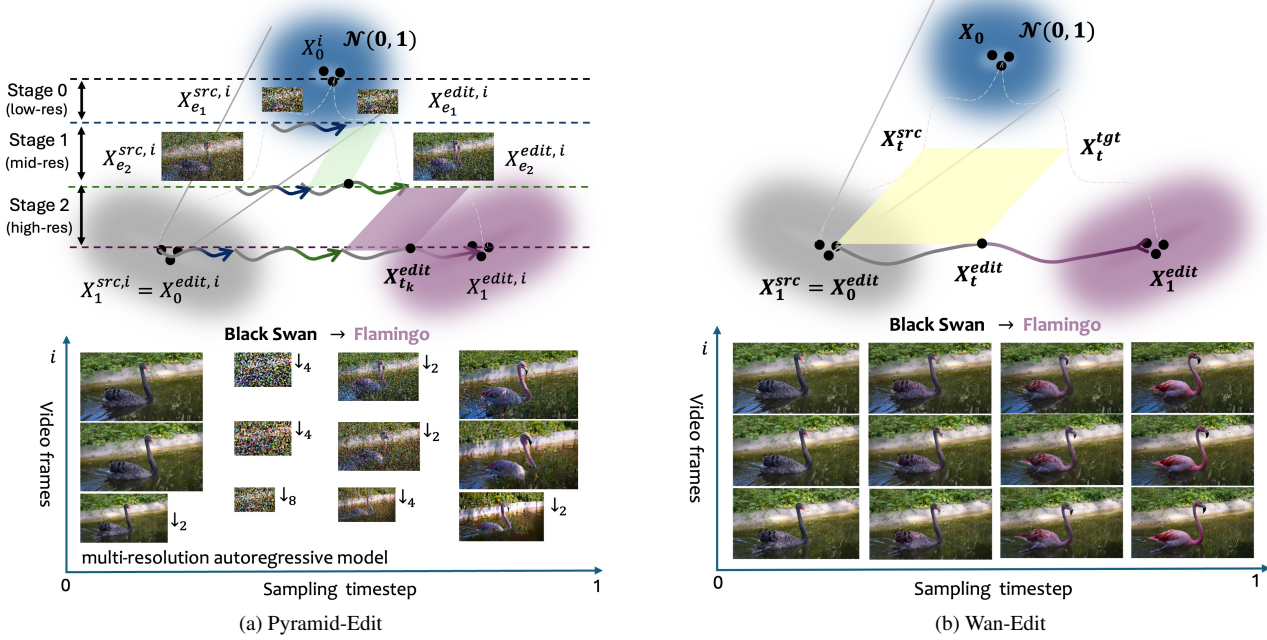 X_0^i 𝒩(0, 1)
Stage 0
(low-res)
X_{e_1}^{src, i}
X_{e_1}^{edit, i}
Stage 1
(mid-res)
X_{e_2}^{src, i}
X_{e_2}^{edit, i}
Stage 2
(high-res)
X_1^{src,i} = X_0^{edit, i}
X_{t_k}^{edit}
X_1^{edit, i}
Black Swan → Flamingo
i
Video frames
↓4
↓2
↓4
↓2
↓2
↓8
↓4
↓2
multi-resolution autoregressive model
0
Sampling timestep
1
(a) Pyramid-Edit
X_0 𝒩(0, 1)
X_t^{src}
X_t^{tgt}
X_1^{src} = X_0^{edit}
X_t^{edit}
X_1^{edit}
Black Swan → Flamingo
i
Video frames
0
Sampling timestep
1
(b) Wan-Edit